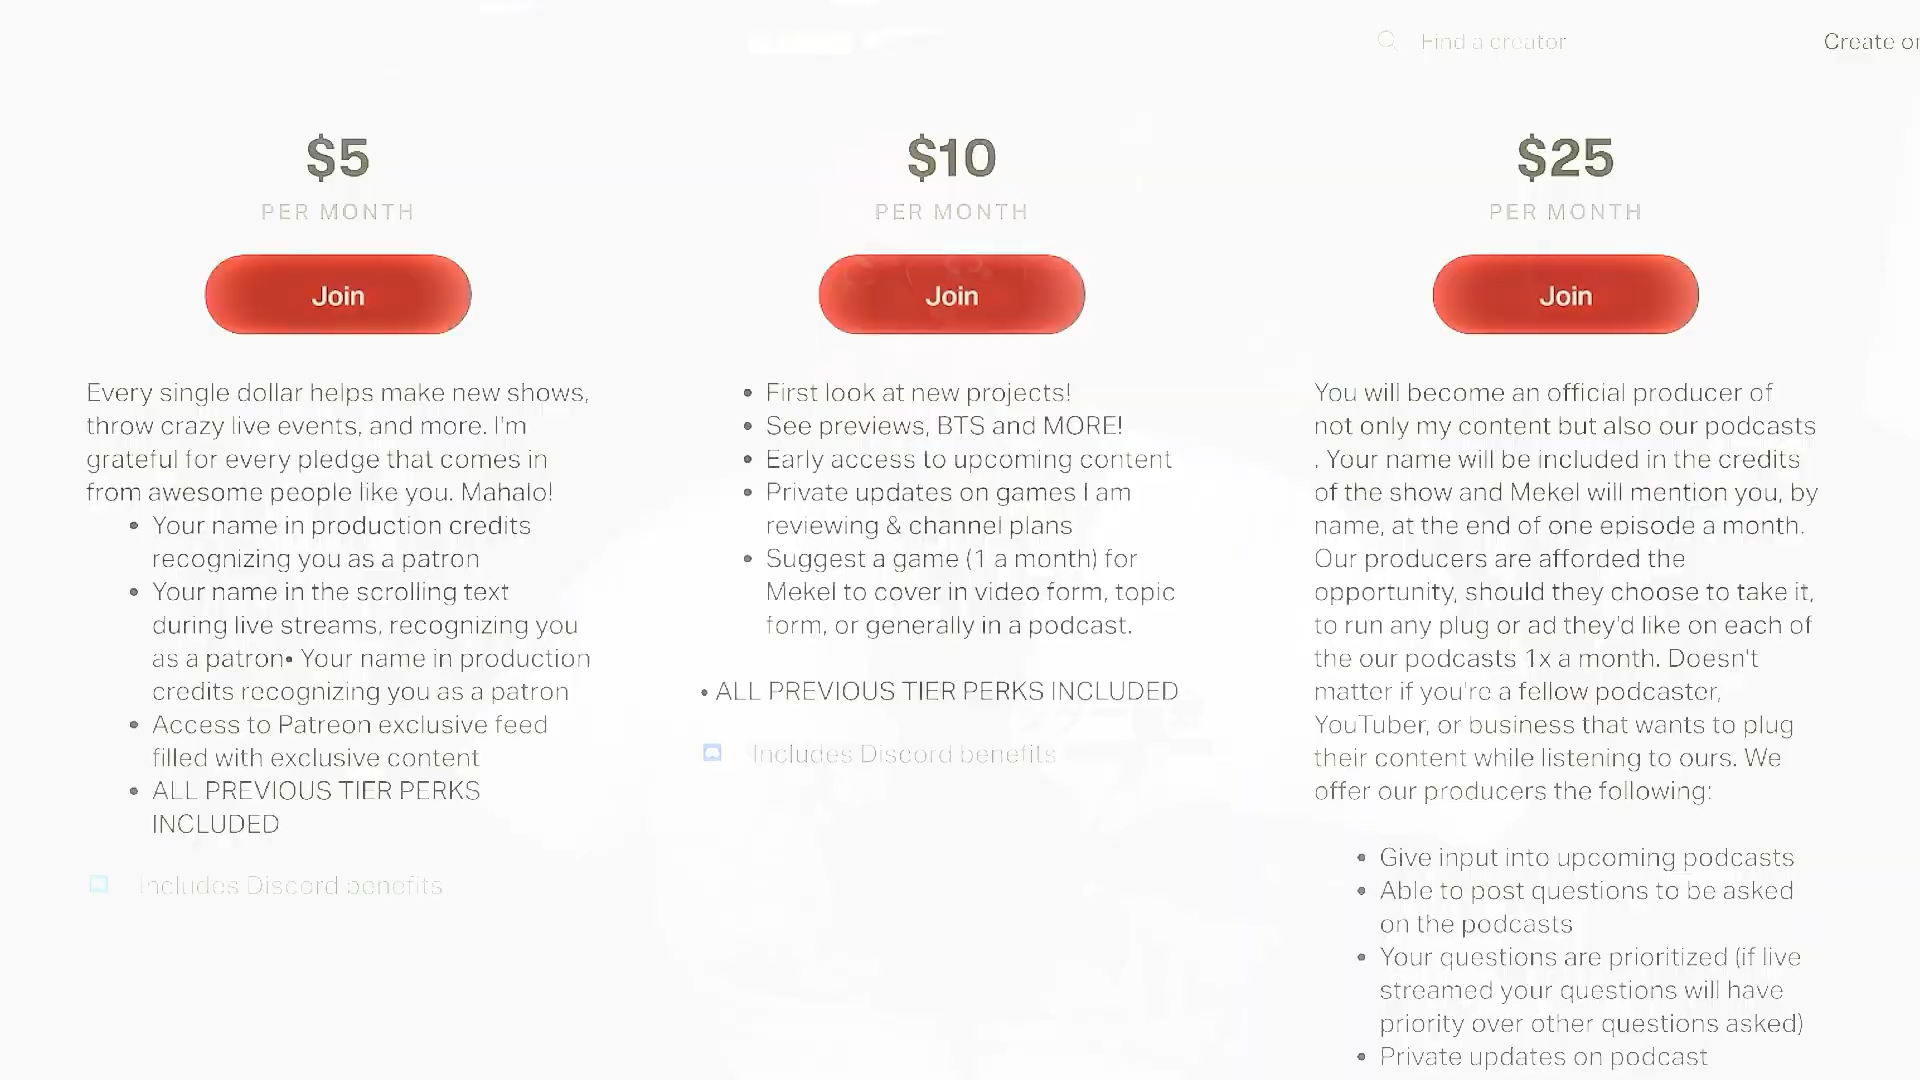 Find a creator
Create or
$5
PER MONTH
Join
Every single dollar helps make new shows,
throw crazy live events, and more. I'm
grateful for every pledge that comes in
from awesome people like you. Mahalo!
• Your name in production credits
recognizing you as a patron
• Your name in the scrolling text
during live streams, recognizing you
as a patron• Your name in production
credits recognizing you as a patron
• Access to Patreon exclusive feed
filled with exclusive content
• ALL PREVIOUS TIER PERKS
INCLUDED
Includes Discord benefits
$10
PER MONTH
Join
• First look at new projects!
• See previews, BTS and MORE!
• Early access to upcoming content
• Private updates on games I am
reviewing & channel plans
• Suggest a game (1 a month) for
Mekel to cover in video form, topic
form, or generally in a podcast.
• ALL PREVIOUS TIER PERKS INCLUDED
Includes Discord benefits
$25
PER MONTH
Join
You will become an official producer of
not only my content but also our podcasts
. Your name will be included in the credits
of the show and Mekel will mention you, by
name, at the end of one episode a month.
Our producers are afforded the
opportunity, should they choose to take it,
to run any plug or ad they'd like on each of
the our podcasts 1x a month. Doesn't
matter if you're a fellow podcaster,
YouTuber, or business that wants to plug
their content while listening to ours. We
offer our producers the following:
• Give input into upcoming podcasts
• Able to post questions to be asked
on the podcasts
• Your questions are prioritized (if live
streamed your questions will have
priority over other questions asked)
• Private updates on podcast